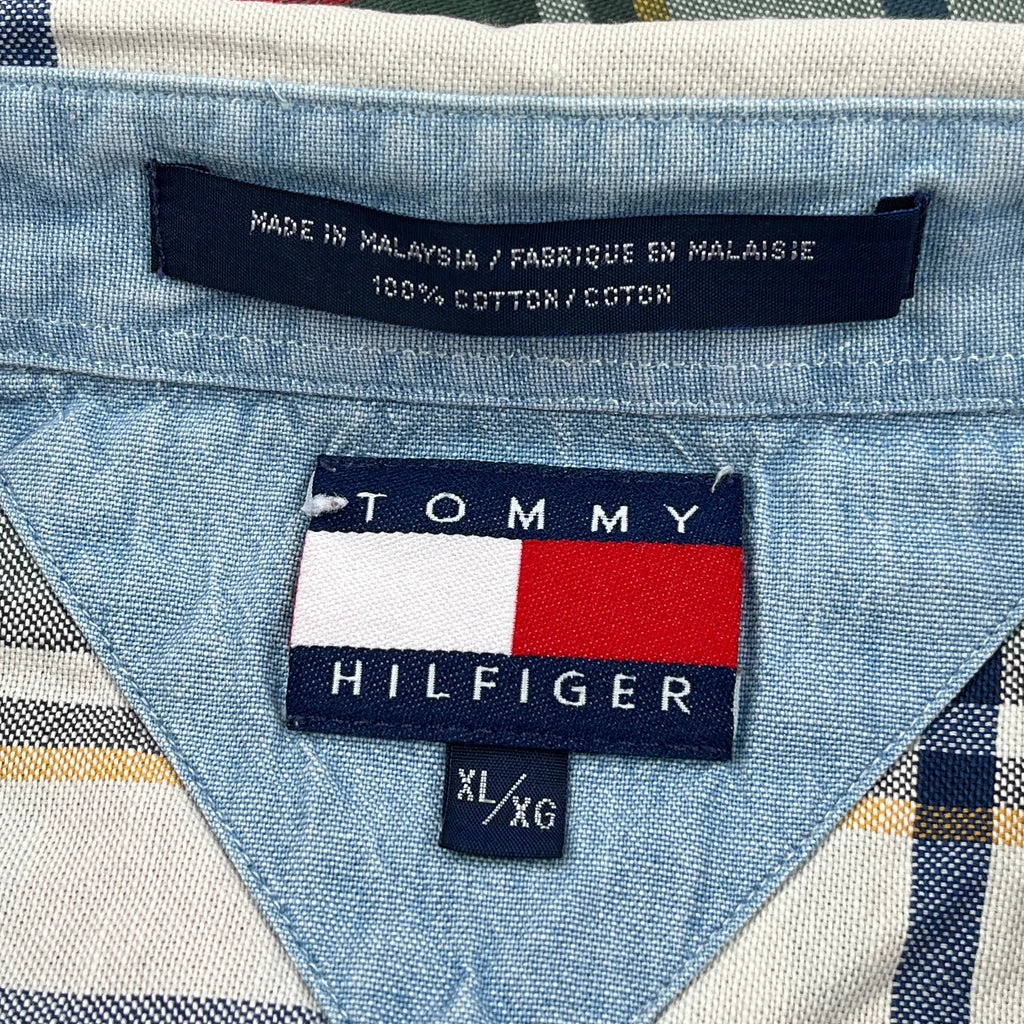 MADE IN MALAYSIA / FABRIQUE EN MALAISIE
100% COTTON/COTON
TOMMY
HILFIGER
XL/XG